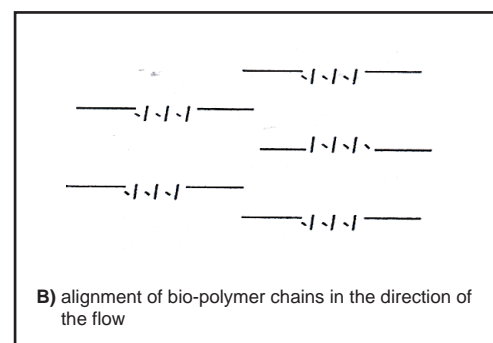 B) alignment of bio-polymer chains in the direction of
the flow